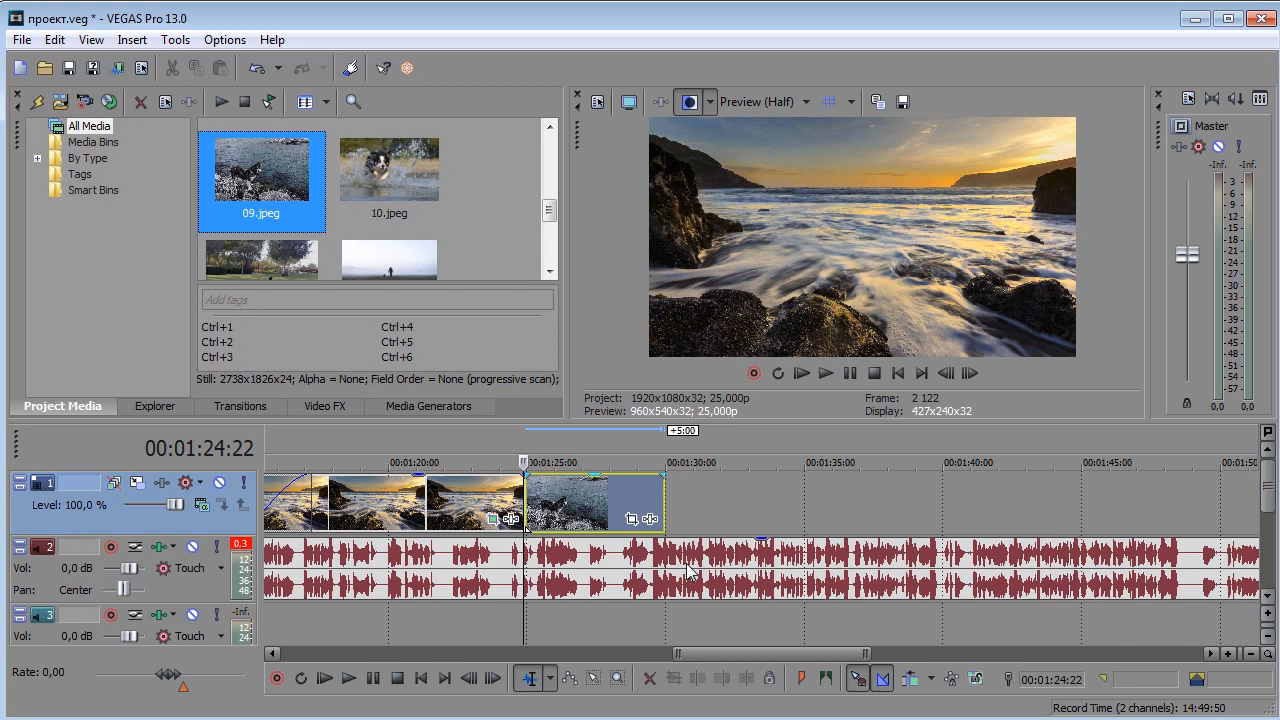 проект.veg * - VEGAS Pro 13.0
File Edit View Insert Tools Options Help
Preview (Half)
All Media
Media Bins
By Type
Tags
Smart Bins
09.jpeg
10.jpeg
Add tags
Ctrl+1 Ctrl+4
Ctrl+2 Ctrl+5
Ctrl+3 Ctrl+6
Still: 2738x1826x24; Alpha = None; Field Order = (progressive scan);
Project Media Explorer Transitions Video FX Media Generators
Project: 1920x1080x32; 25,000p Frame: 2 122
Preview: 960x540x32; 25,000p Display: 427x240x32
Master
-Inf. -Inf.
3
6
9
12
15
18
21
24
27
30
33
36
39
42
45
48
51
54
57
0,0 0,0
00:01:24:22
+5:00
00:01:20:00 00:01:25:00 00:01:30:00 00:01:35:00 00:01:40:00 00:01:45:00 00:01:50
1
Level: 100,0 %
2
0,3
Vol: 0,0 dB Touch
Pan: Center
12
24
36
48
3
-Inf.
Vol: 0,0 dB Touch
12
24
Rate: 0,00
00:01:24:22
Record Time (2 channels): 14:49:50